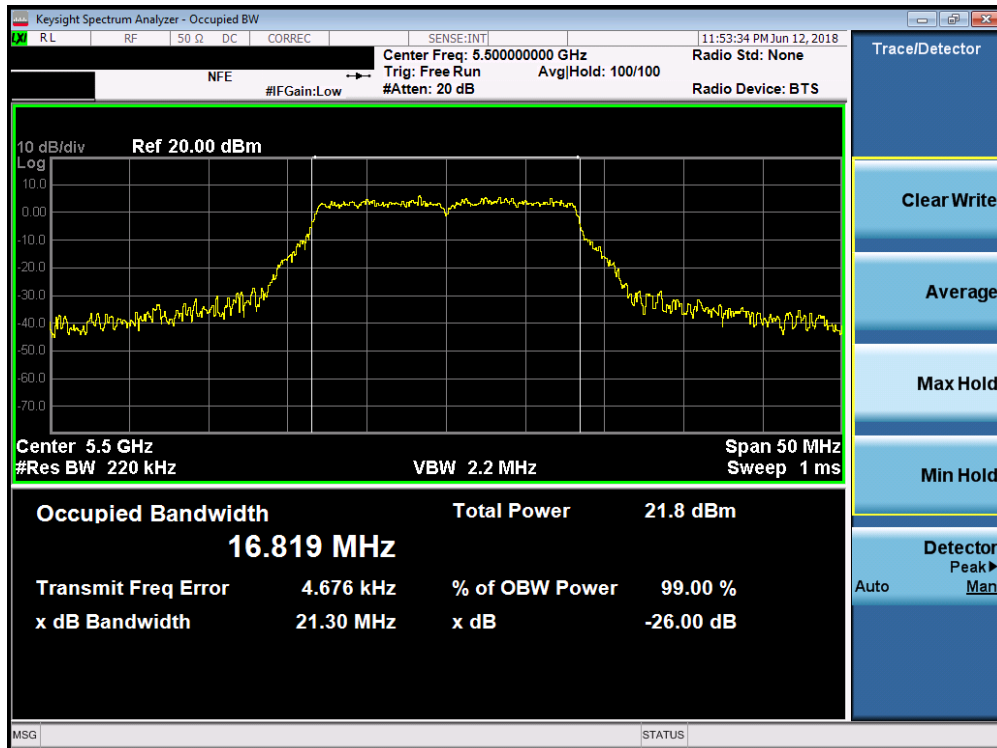 Keysight Spectrum Analyzer - Occupied BW
LXI RL RF 50 Ω DC CORREC SENSE:INT 11:53:34 PM Jun 12, 2018
Center Freq: 5.500000000 GHz Radio Std: None
NFE Trig: Free Run Avg|Hold: 100/100
#IFGain:Low #Atten: 20 dB Radio Device: BTS
10 dB/div Ref 20.00 dBm
Log
10.0
0.00
-10.0
-20.0
-30.0
-40.0
-50.0
-60.0
-70.0
Center 5.5 GHz Span 50 MHz
#Res BW 220 kHz VBW 2.2 MHz Sweep 1 ms
Occupied Bandwidth Total Power 21.8 dBm
16.819 MHz
Transmit Freq Error 4.676 kHz % of OBW Power 99.00 %
x dB Bandwidth 21.30 MHz x dB -26.00 dB
Trace/Detector
Clear Write
Average
Max Hold
Min Hold
Detector
Peak▶
Auto Man
MSG STATUS